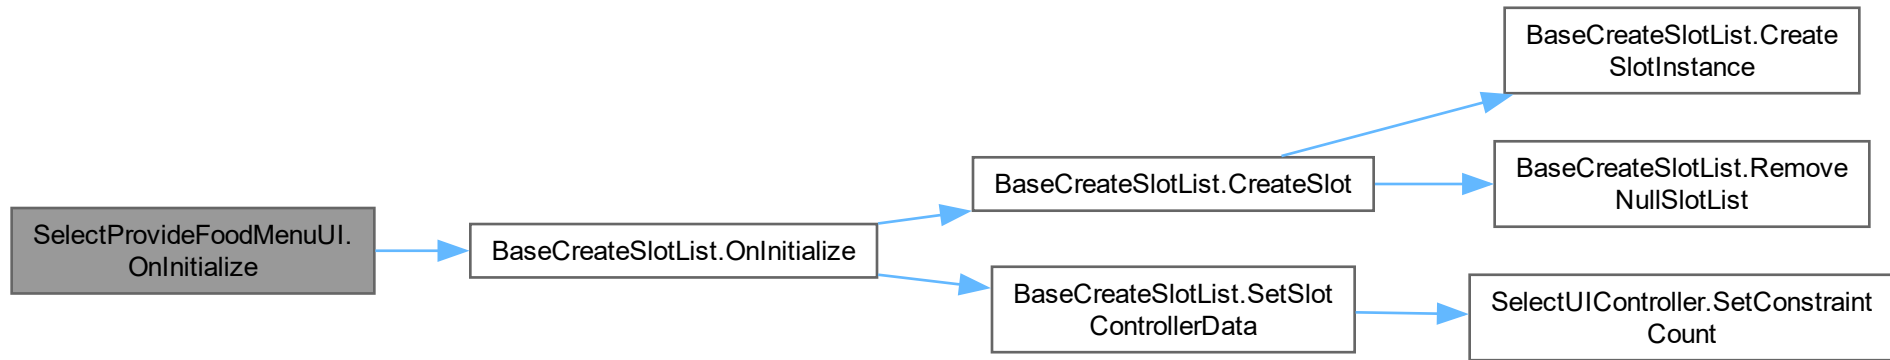 BaseCreateSlotList.Create
SlotInstance
BaseCreateSlotList.CreateSlot
BaseCreateSlotList.Remove
NullSlotList
SelectProvideFoodMenuUI.
OnInitialize
BaseCreateSlotList.OnInitialize
BaseCreateSlotList.SetSlot
ControllerData
SelectUIController.SetConstraint
Count